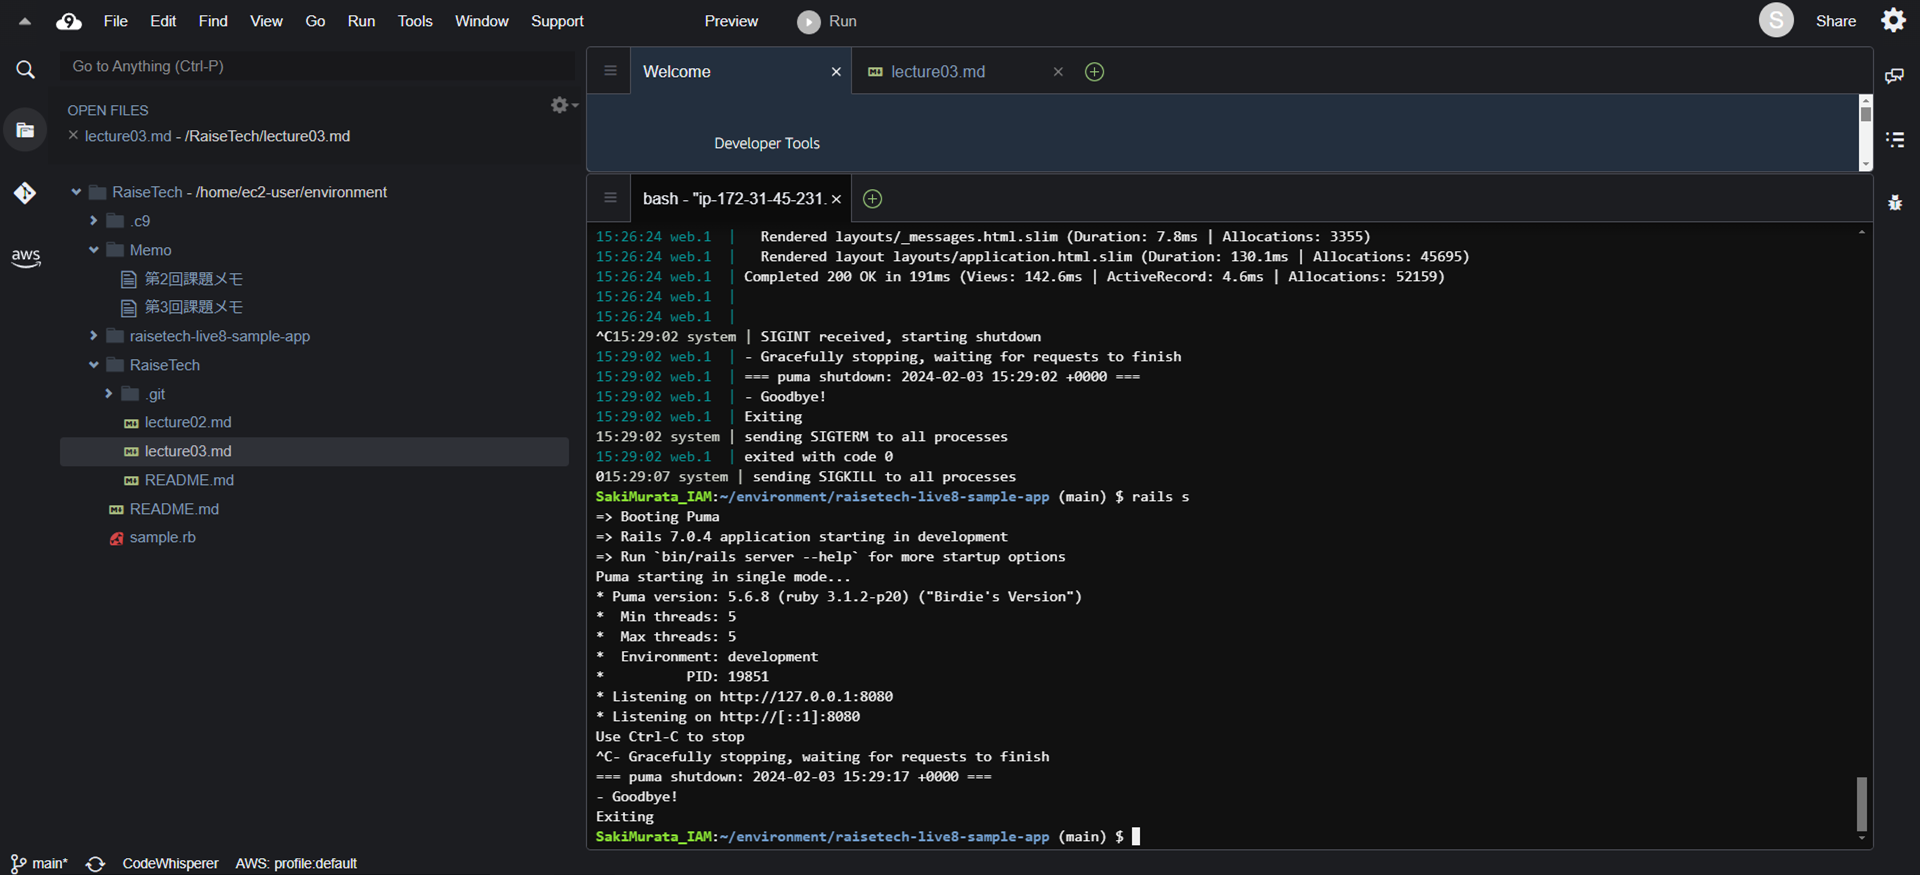 File Edit Find View Go Run Tools Window Support Preview Run S Share
Go to Anything (Ctrl-P)
OPEN FILES
lecture03.md - /RaiseTech/lecture03.md
RaiseTech - /home/ec2-user/environment
.c9
Memo
第2回課題メモ
第3回課題メモ
raisetech-live8-sample-app
RaiseTech
.git
lecture02.md
lecture03.md
README.md
README.md
sample.rb
aws
Welcome
lecture03.md
Developer Tools
bash - "ip-172-31-45-231.
15:26:24 web.1 | Rendered layouts/_messages.html.slim (Duration: 7.8ms | Allocations: 3355)
15:26:24 web.1 | Rendered layout layouts/application.html.slim (Duration: 130.1ms | Allocations: 45695)
15:26:24 web.1 | Completed 200 OK in 191ms (Views: 142.6ms | ActiveRecord: 4.6ms | Allocations: 52159)
15:26:24 web.1 |
15:26:24 web.1 |
^C15:29:02 system | SIGINT received, starting shutdown
15:29:02 web.1 | - Gracefully stopping, waiting for requests to finish
15:29:02 web.1 | === puma shutdown: 2024-02-03 15:29:02 +0000 ===
15:29:02 web.1 | - Goodbye!
15:29:02 web.1 | Exiting
15:29:02 system | sending SIGTERM to all processes
15:29:02 web.1 | exited with code 0
015:29:07 system | sending SIGKILL to all processes
SakiMurata_IAM:~/environment/raisetech-live8-sample-app (main) $ rails s
=> Booting Puma
=> Rails 7.0.4 application starting in development
=> Run `bin/rails server --help` for more startup options
Puma starting in single mode...
* Puma version: 5.6.8 (ruby 3.1.2-p20) ("Birdie's Version")
* Min threads: 5
* Max threads: 5
* Environment: development
* PID: 19851
* Listening on http://127.0.0.1:8080
* Listening on http://[::1]:8080
Use Ctrl-C to stop
^C- Gracefully stopping, waiting for requests to finish
=== puma shutdown: 2024-02-03 15:29:17 +0000 ===
- Goodbye!
Exiting
SakiMurata_IAM:~/environment/raisetech-live8-sample-app (main) $
main* CodeWhisperer AWS: profile:default